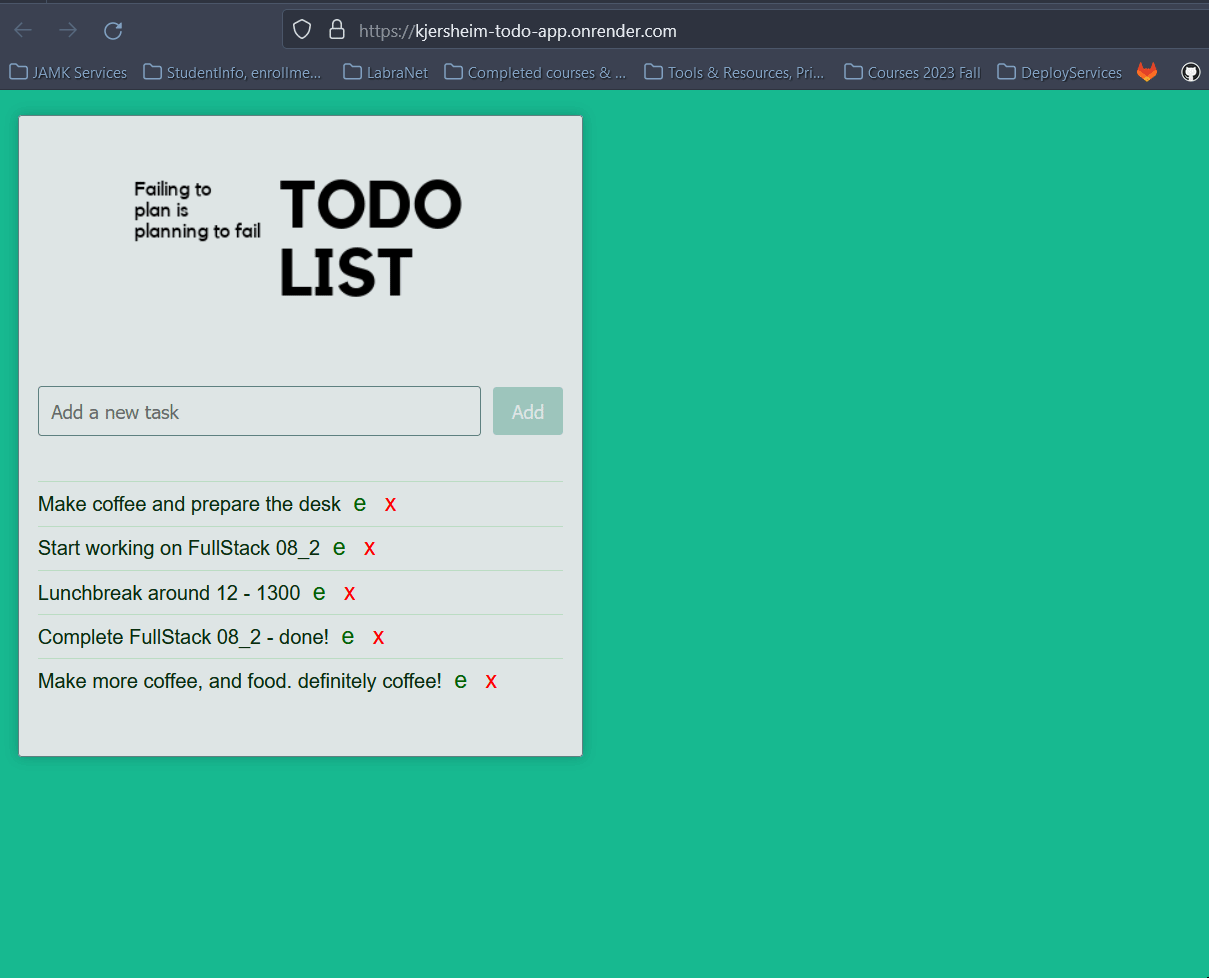 https://kjersheim-todo-app.onrender.com
JAMK Services StudentInfo, enrollme... LabraNet Completed courses & ... Tools & Resources, Pri... Courses 2023 Fall DeployServices
Failing to
plan is
planning to fail
TODO
LIST
Add a new task Add
Make coffee and prepare the desk e x
Start working on FullStack 08_2 e x
Lunchbreak around 12 - 1300 e x
Complete FullStack 08_2 - done! e x
Make more coffee, and food. definitely coffee! e x